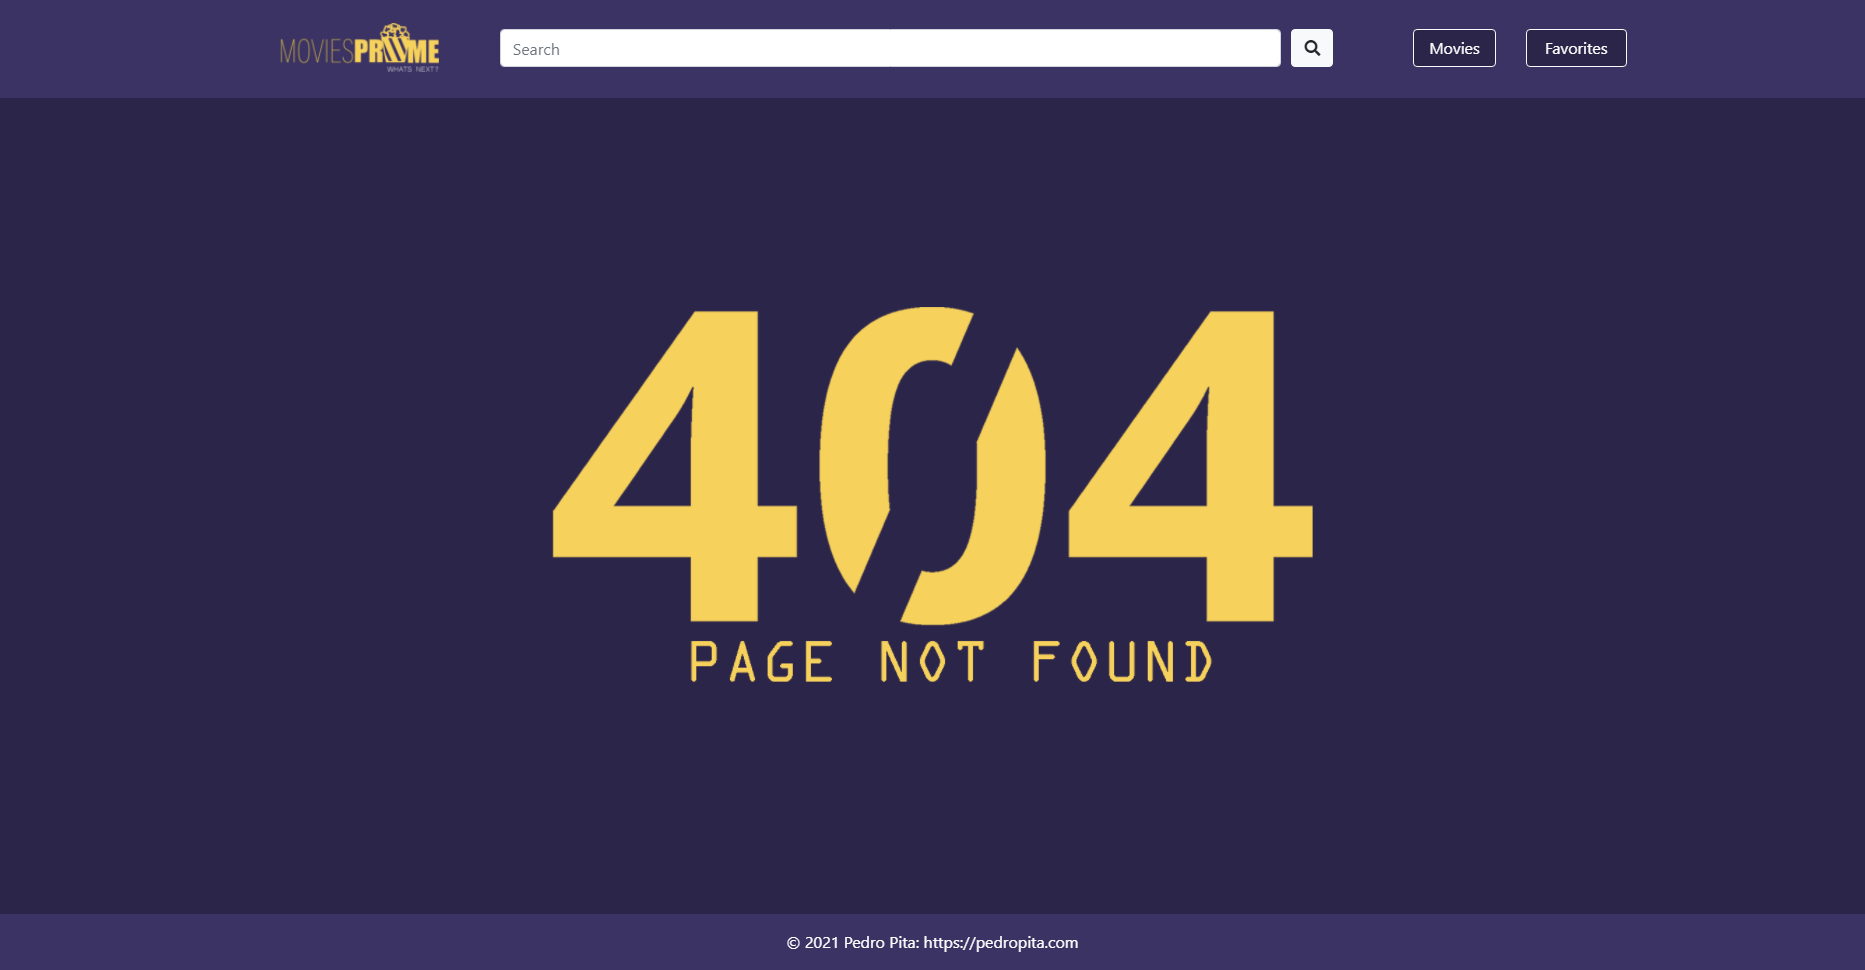 MOVIESPRIME
WHATS NEXT?
Search
Movies
Favorites
404
PAGE NOT FOUND
© 2021 Pedro Pita: https://pedropita.com